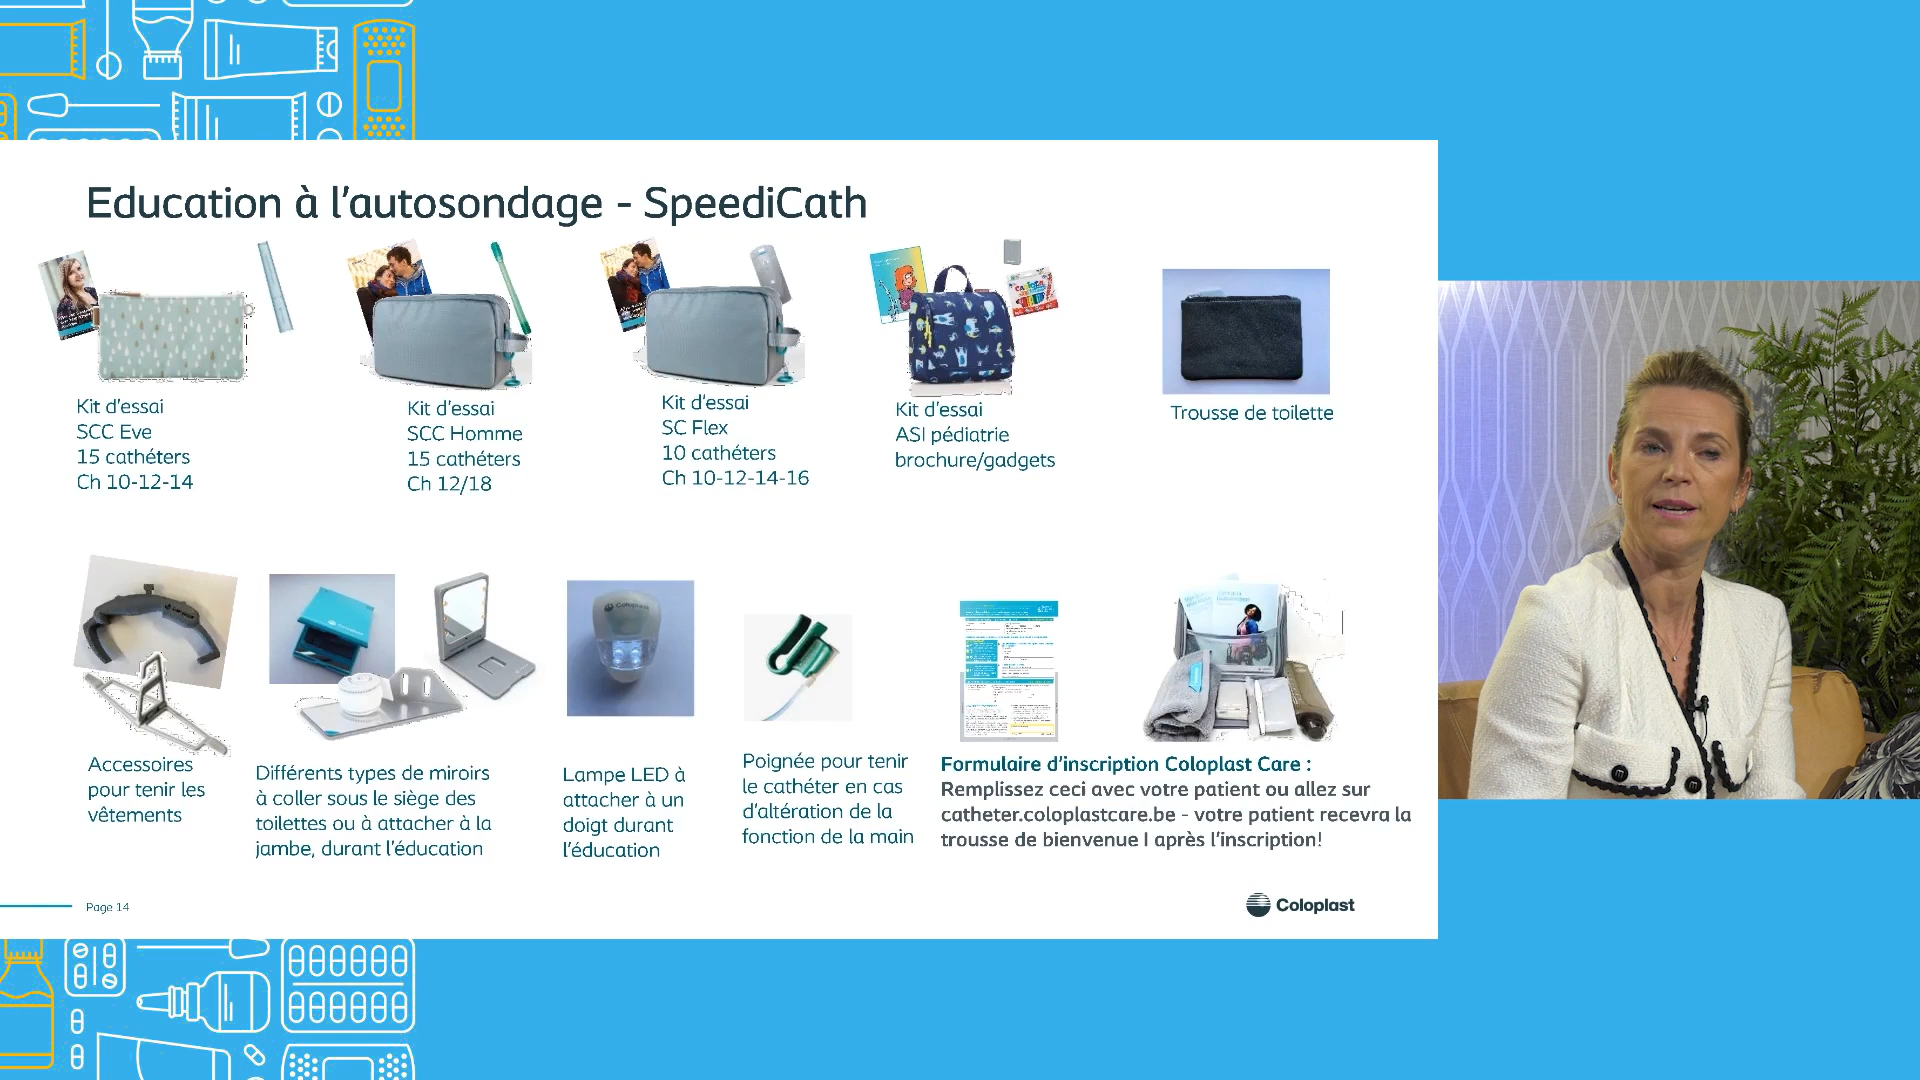 Education à l'autosondage - SpeediCath
Kit d'essai
SCC Eve
15 cathéters
Ch 10-12-14
Kit d'essai
SCC Homme
15 cathéters
Ch 12/18
Kit d'essai
SC Flex
10 cathéters
Ch 10-12-14-16
Kit d'essai
ASI pédiatrie
brochure/gadgets
Trousse de toilette
Coloplast
Accessoires
pour tenir les
vêtements
Différents types de miroirs
à coller sous le siège des
toilettes ou à attacher à la
jambe, durant l'éducation
Lampe LED à
attacher à un
doigt durant
l'éducation
Poignée pour tenir
le cathéter en cas
d'altération de la
fonction de la main
Formulaire d'inscription Coloplast Care :
Remplissez ceci avec votre patient ou allez sur
catheter.coloplastcare.be - votre patient recevra la
trousse de bienvenue I après l'inscription!
Page 14
Coloplast